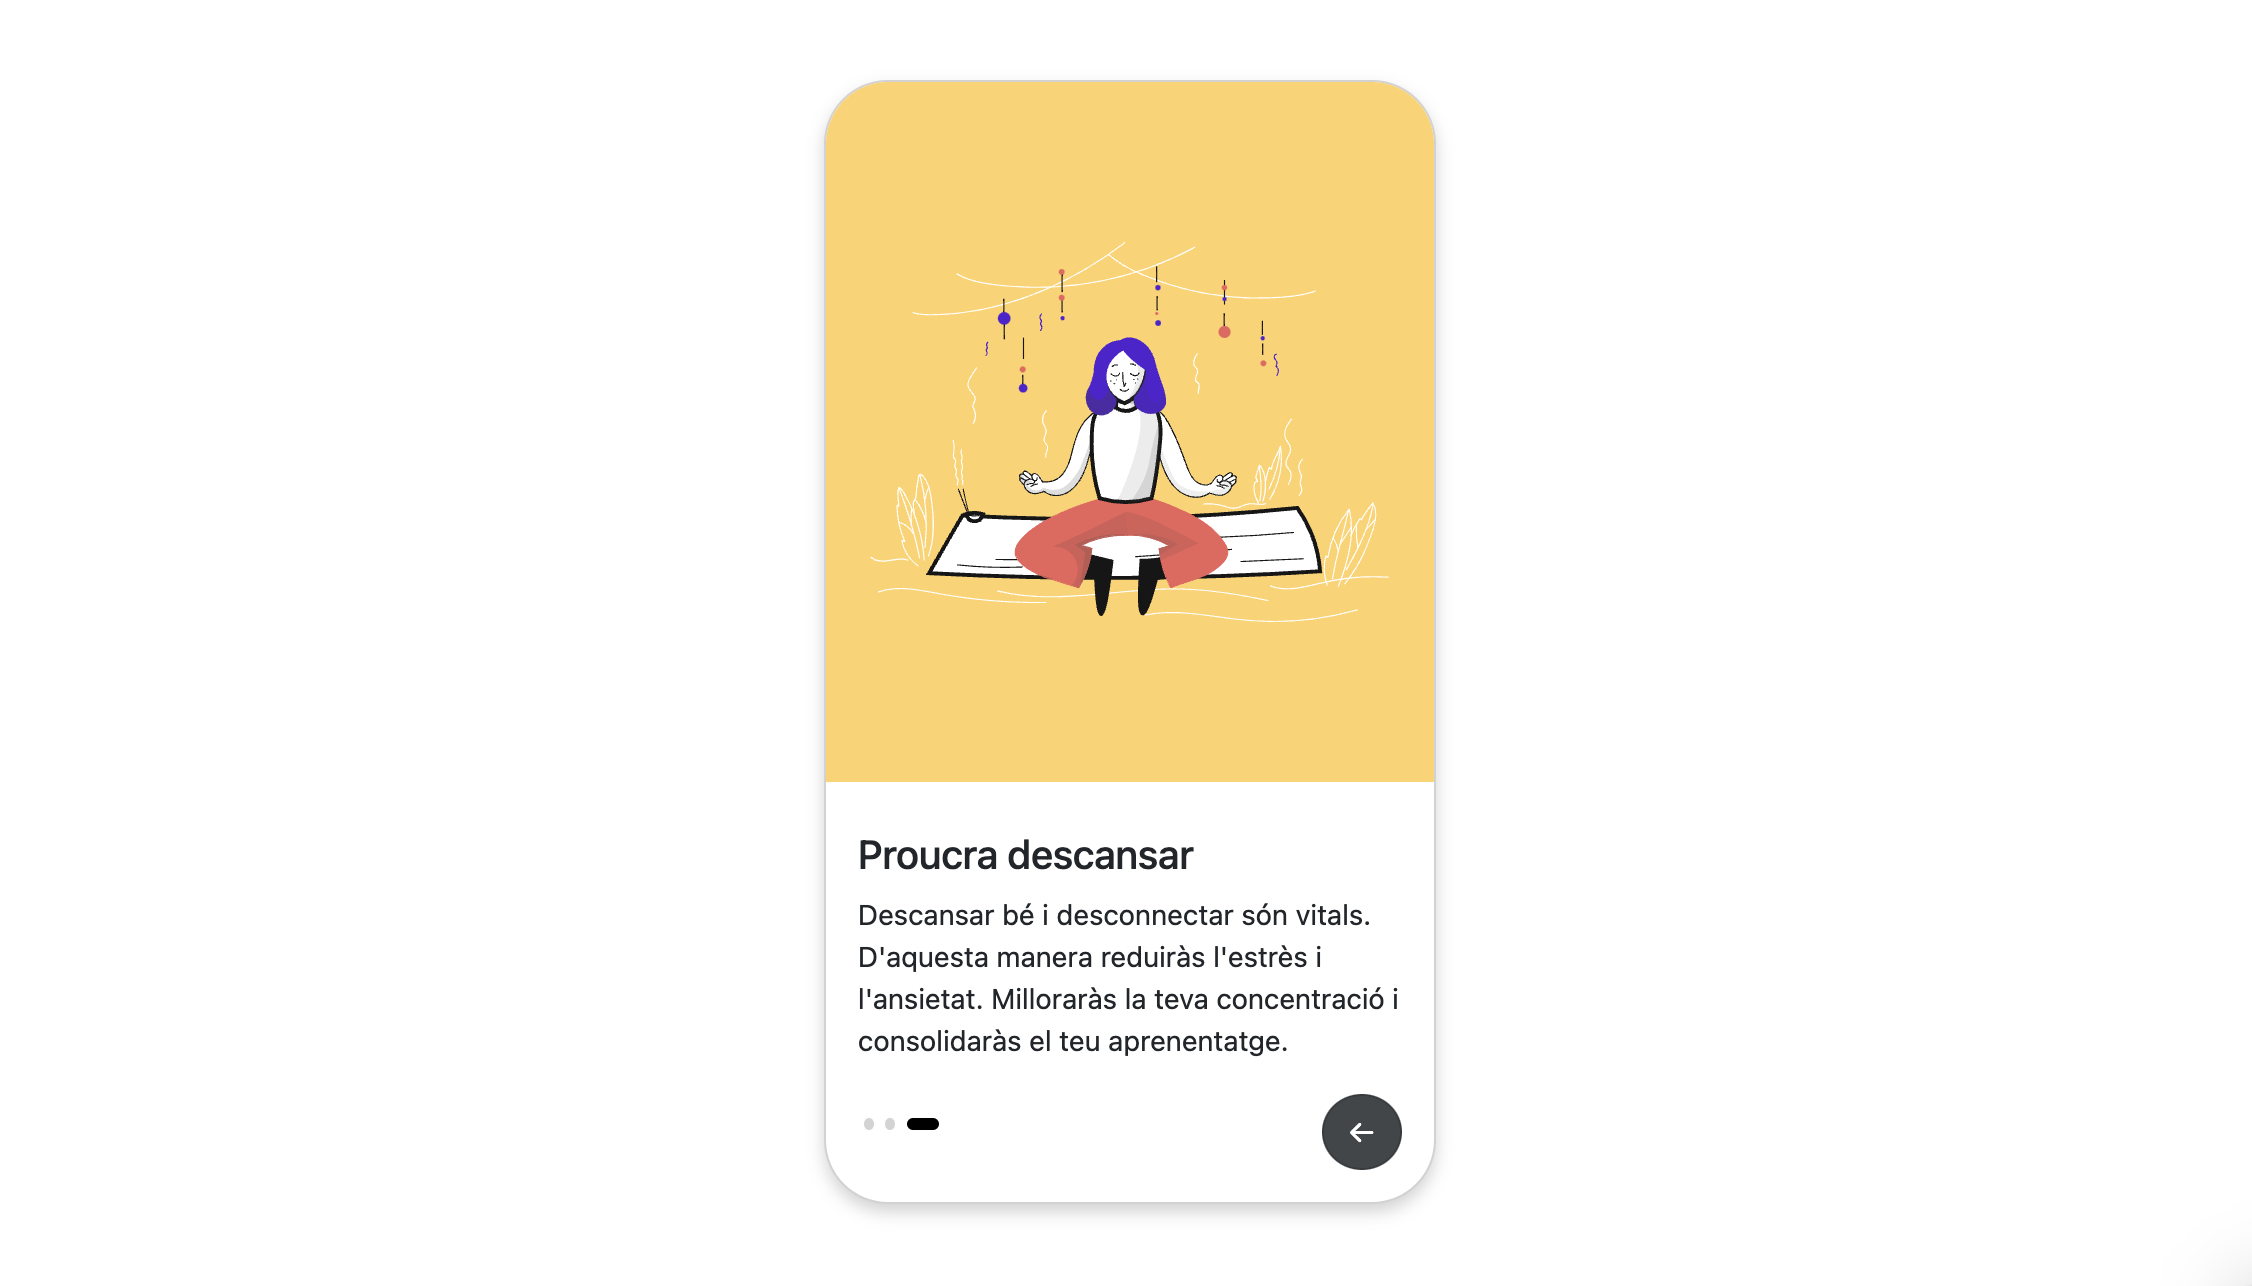 Proucra descansar
Descansar bé i desconnectar són vitals.
D'aquesta manera reduiràs l'estrès i
l'ansietat. Milloraràs la teva concentració i
consolidaràs el teu aprenentatge.